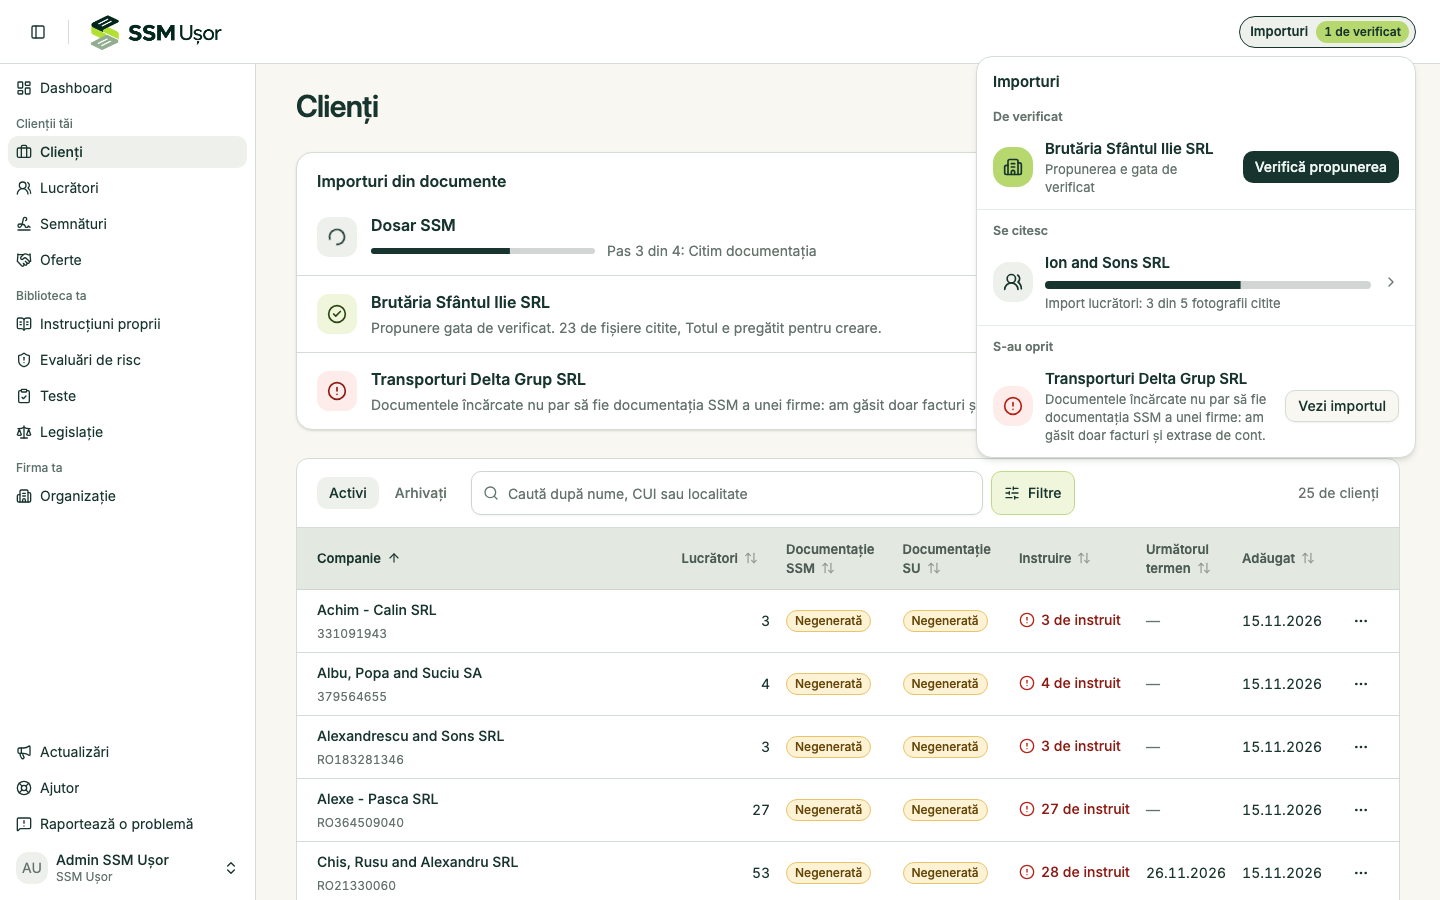 SSM Ușor
Importuri
1 de verificat
Dashboard
Clienții tăi
Clienți
Lucrători
Semnături
Oferte
Biblioteca ta
Instrucțiuni proprii
Evaluări de risc
Teste
Legislație
Firma ta
Organizație
Actualizări
Ajutor
Raportează o problemă
AU
Admin SSM Ușor
SSM Ușor
Clienți
Importuri din documente
Dosar SSM
Pas 3 din 4: Citim documentația
Brutăria Sfântul Ilie SRL
Propunere gata de verificat. 23 de fișiere citite, Totul e pregătit pentru creare.
Transporturi Delta Grup SRL
Documentele încărcate nu par să fie documentația SSM a unei firme: am găsit doar facturi ș
Importuri
De verificat
Brutăria Sfântul Ilie SRL
Propunerea e gata de
verificat
Verifică propunerea
Se citesc
Ion and Sons SRL
Import lucrători: 3 din 5 fotografii citite
S-au oprit
Transporturi Delta Grup SRL
Documentele încărcate nu par să fie
documentația SSM a unei firme: am
găsit doar facturi și extrase de cont.
Vezi importul
Activi
Arhivați
Caută după nume, CUI sau localitate
Filtre
25 de clienți
Companie
Lucrători
Documentație
SSM
Documentație
SU
Instruire
Următorul
termen
Adăugat
Achim - Calin SRL
331091943
3
Negenerată
Negenerată
3 de instruit
—
15.11.2026
Albu, Popa and Suciu SA
379564655
4
Negenerată
Negenerată
4 de instruit
—
15.11.2026
Alexandrescu and Sons SRL
RO183281346
3
Negenerată
Negenerată
3 de instruit
—
15.11.2026
Alexe - Pasca SRL
RO364509040
27
Negenerată
Negenerată
27 de instruit
—
15.11.2026
Chis, Rusu and Alexandru SRL
RO21330060
53
Negenerată
Negenerată
28 de instruit
26.11.2026
15.11.2026